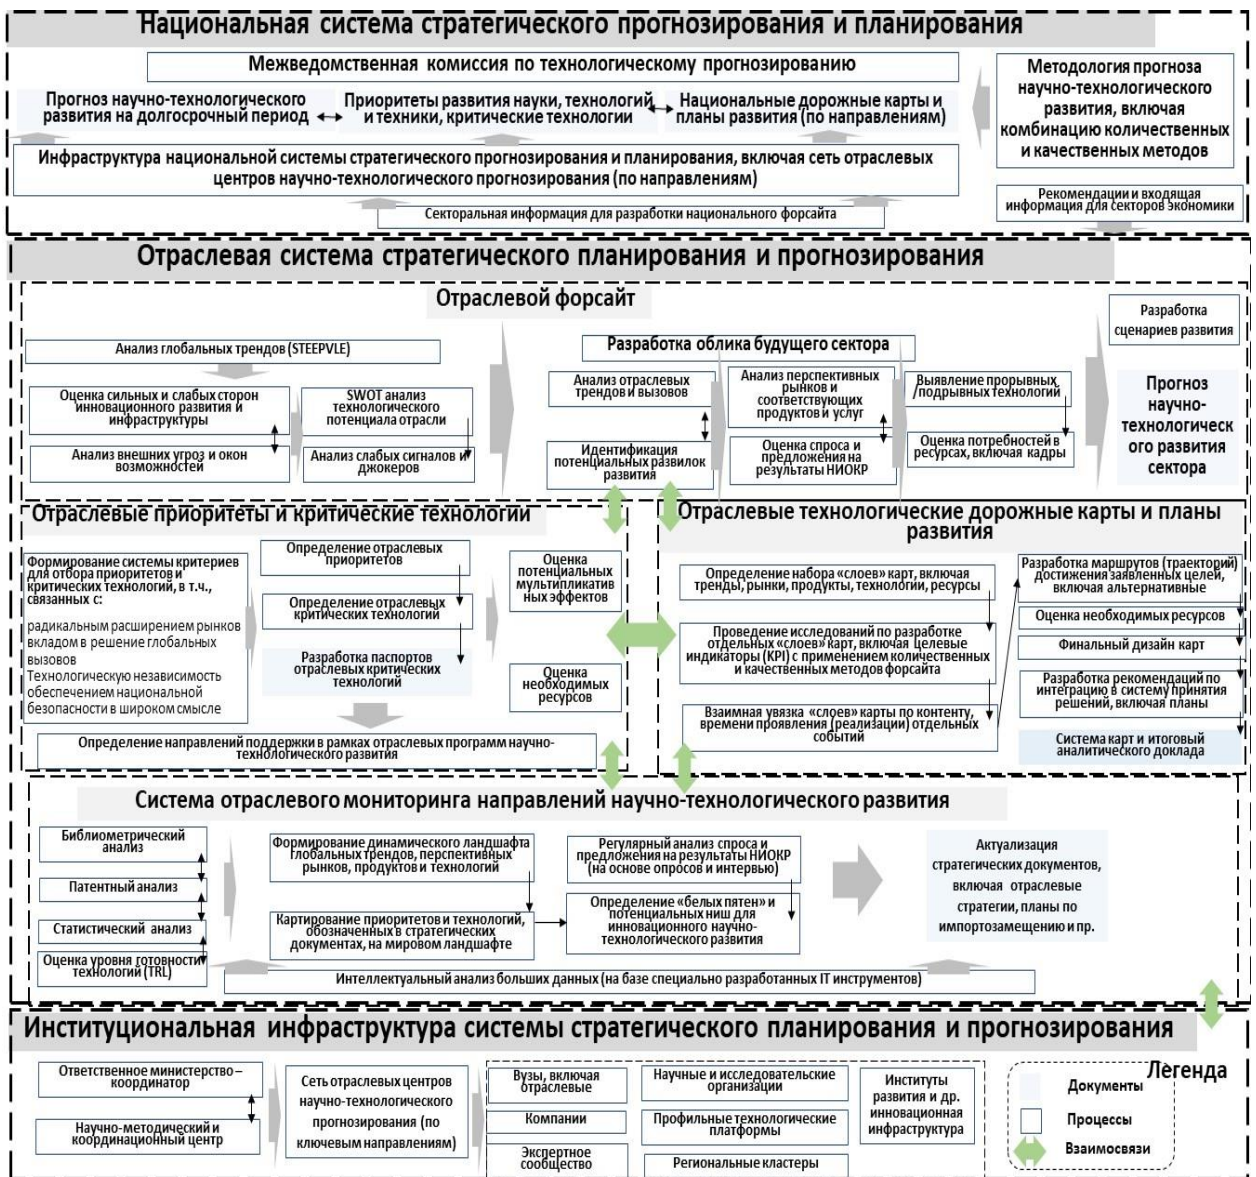 Национальная система стратегического прогнозирования и планирования
Межведомственная комиссия по технологическому прогнозированию
Прогноз научно-технологического
развития на долгосрочный период
Приоритеты развития науки, технологий
и техники, критические технологии
Национальные дорожные карты и
планы развития (по направлениям)
Методология прогноза
научно-технологического
развития, включая
комбинацию количественных
и качественных методов
Инфраструктура национальной системы стратегического прогнозирования и планирования, включая сеть отраслевых
центров научно-технологического прогнозирования (по направлениям)
Секторальная информация для разработки национального форсайта
Рекомендации и входящая
информация для секторов экономики
Отраслевая система стратегического планирования и прогнозирования
Отраслевой форсайт
Анализ глобальных трендов (STEEPVLE)
Оценка сильных и слабых сторон
инновационного развития и
инфраструктуры
Анализ внешних угроз и окон
возможностей
SWOT анализ
технологического
потенциала отрасли
Анализ слабых сигналов и
джокеров
Разработка облика будущего сектора
Анализ отраслевых
трендов и вызовов
Идентификация
потенциальных развилок
развития
Анализ перспективных
рынков и
соответствующих
продуктов и услуг
Оценка спроса и
предложения на
результаты НИОКР
Выявление прорывных
/подрывных технологий
Оценка потребностей в
ресурсах, включая кадры
Разработка
сценариев развития
Прогноз
научно-
технологическ
ого развития
сектора
Отраслевые приоритеты и критические технологии
Формирование системы критериев
для отбора приоритетов и
критических технологий, в т.ч.,
связанных с:
радикальным расширением рынков
вкладом в решение глобальных
вызовов
Технологическую независимость
обеспечением национальной
безопасности в широком смысле
Определение отраслевых
приоритетов
Определение отраслевых
критических технологий
Разработка паспортов
отраслевых критических
технологий
Оценка
потенциальных
мультипликатив
ных эффектов
Оценка
необходимых
ресурсов
Определение направлений поддержки в рамках отраслевых программ научно-
технологического развития
Отраслевые технологические дорожные карты и планы
развития
Определение набора «слоев» карт, включая
тренды, рынки, продукты, технологии, ресурсы
Проведение исследований по разработке
отдельных «слоев» карт, включая целевые
индикаторы (KPI) с применением количественных
и качественных методов форсайта
Взаимная увязка «слоев» карты по контенту,
времени проявления (реализации) отдельных
событий
Разработка маршрутов (траекторий)
достижения заявленных целей,
включая альтернативные
Оценка необходимых ресурсов
Финальный дизайн карт
Разработка рекомендаций по
интеграцию в систему принятия
решений, включая планы
Система карт и итоговый
аналитического доклада
Система отраслевого мониторинга направлений научно-технологического развития
Библиометрический
анализ
Патентный анализ
Статистический анализ
Оценка уровня готовности
технологий (TRL)
Формирование динамического ландшафта
глобальных трендов, перспективных
рынков, продуктов и технологий
Картирование приоритетов и технологий,
обозначенных в стратегических
документах, на мировом ландшафте
Регулярный анализ спроса и
предложения на результаты НИОКР
(на основе опросов и интервью)
Определение «белых пятен» и
потенциальных ниш для
инновационного научно-
технологического развития
Актуализация
стратегических документов,
включая отраслевые
стратегии, планы по
импортозамещению и пр.
Интеллектуальный анализ больших данных (на базе специально разработанных IT инструментов)
Институциональная инфраструктура системы стратегического планирования и прогнозирования
Ответственное министерство –
координатор
Научно-методический и
координационный центр
Сеть отраслевых центров
научно-технологического
прогнозирования (по
ключевым направлениям)
Вузы, включая
отраслевые
Компании
Экспертное
сообщество
Научные и исследовательские
организации
Профильные технологические
платформы
Региональные кластеры
Институты
развития и др.
инновационная
инфраструктура
Легенда
Документы
Процессы
Взаимосвязи